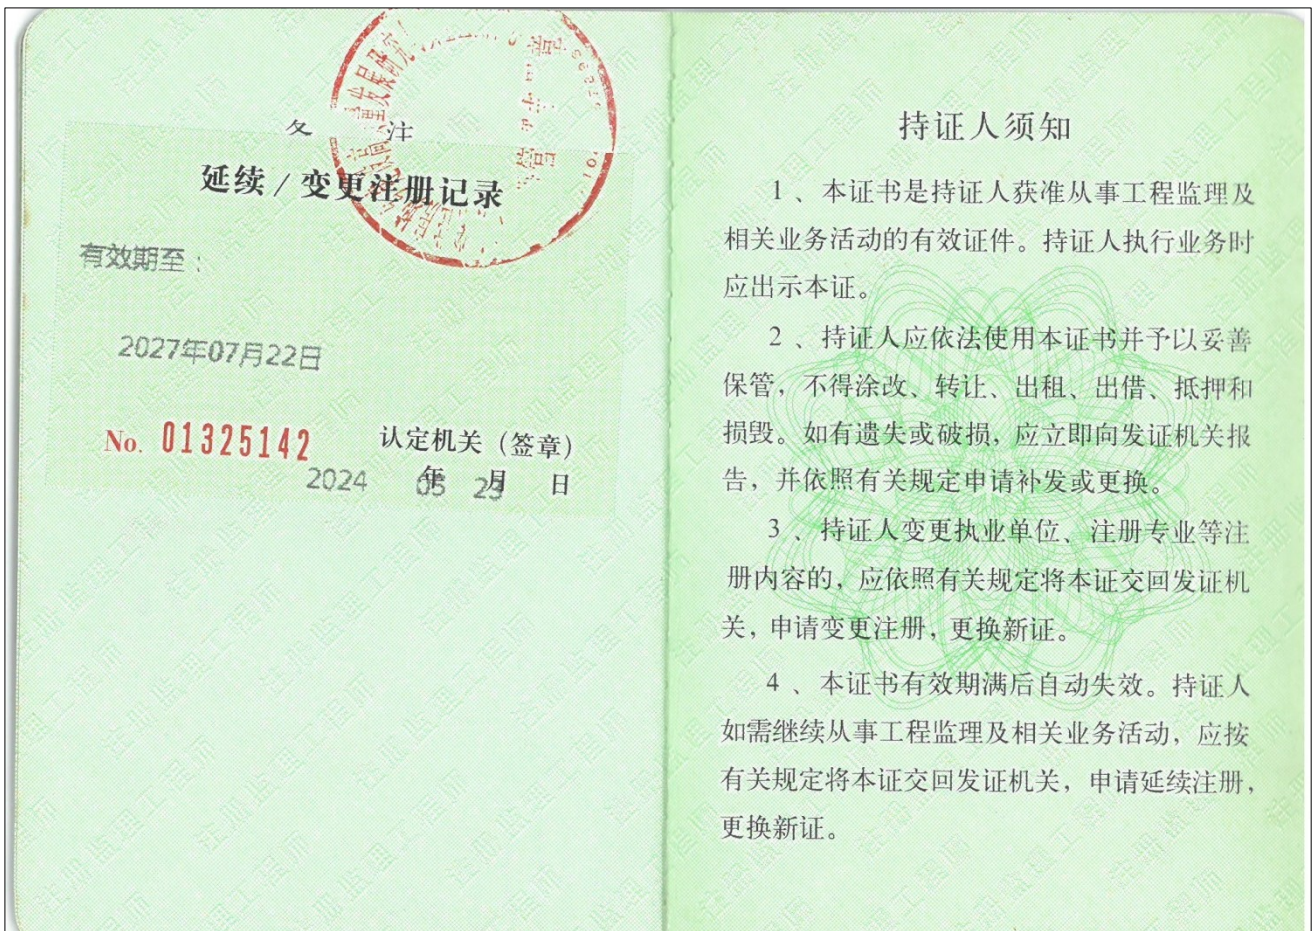 备 注
延续/变更注册记录
有效期至:
2027年07月22日
No. 01325142
认定机关(签章)
2024 年 05 月 23 日
持证人须知
1、本证书是持证人获准从事工程监理及
相关业务活动的有效证件。持证人执行业务时
应出示本证。
2、持证人应依法使用本证书并予以妥善
保管,不得涂改、转让、出租、出借、抵押和
损毁。如有遗失或破损,应立即向发证机关报
告,并依照有关规定申请补发或更换。
3、持证人变更执业单位、注册专业等注
册内容的,应依照有关规定将本证交回发证机
关,申请变更注册,更换新证。
4、本证书有效期满后自动失效。持证人
如需继续从事工程监理及相关业务活动,应按
有关规定将本证交回发证机关,申请延续注册,
更换新证。